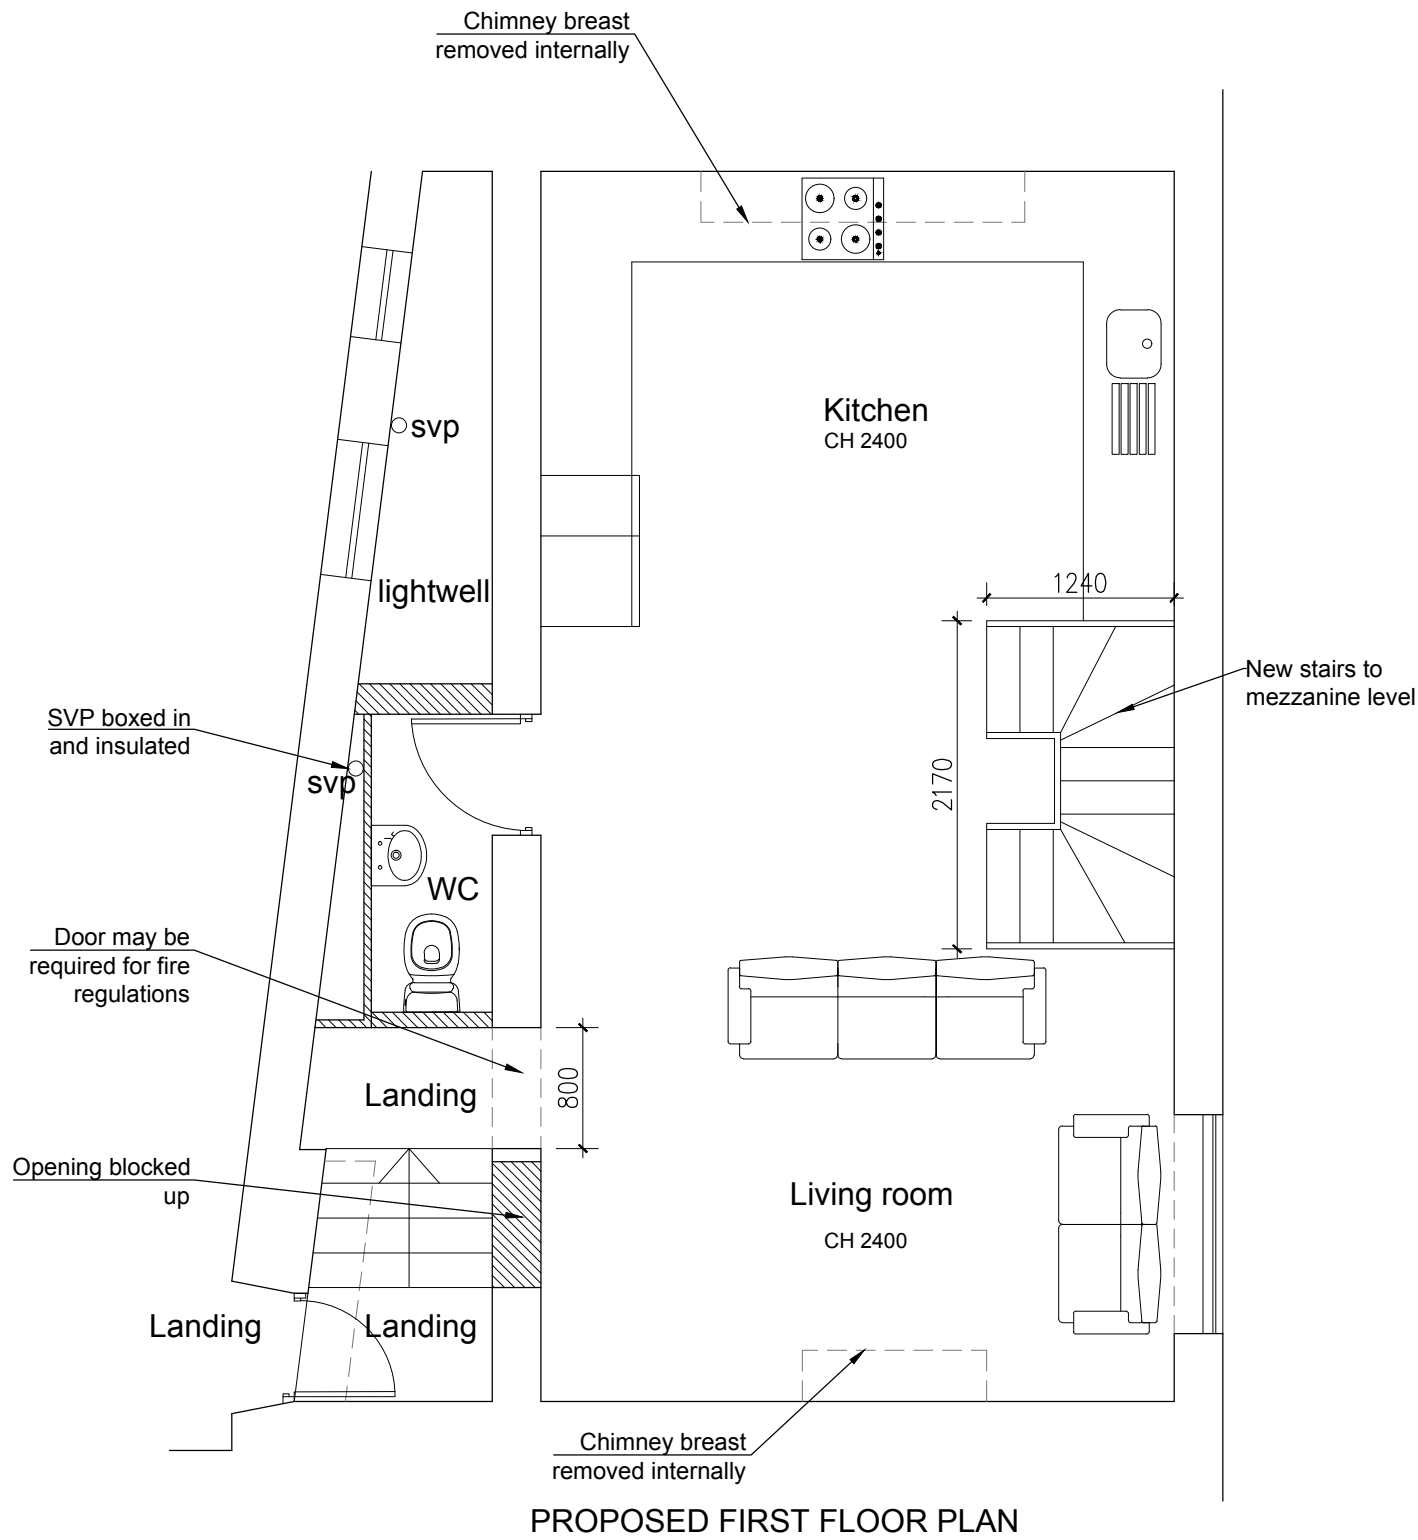 Chimney breast
removed internally
svp
Kitchen
CH 2400
lightwell
1240
New stairs to
mezzanine level
SVP boxed in
and insulated
svp
2170
WC
Door may be
required for fire
regulations
Landing
800
Opening blocked
up
Living room
CH 2400
Landing
Landing
Chimney breast
removed internally
PROPOSED FIRST FLOOR PLAN